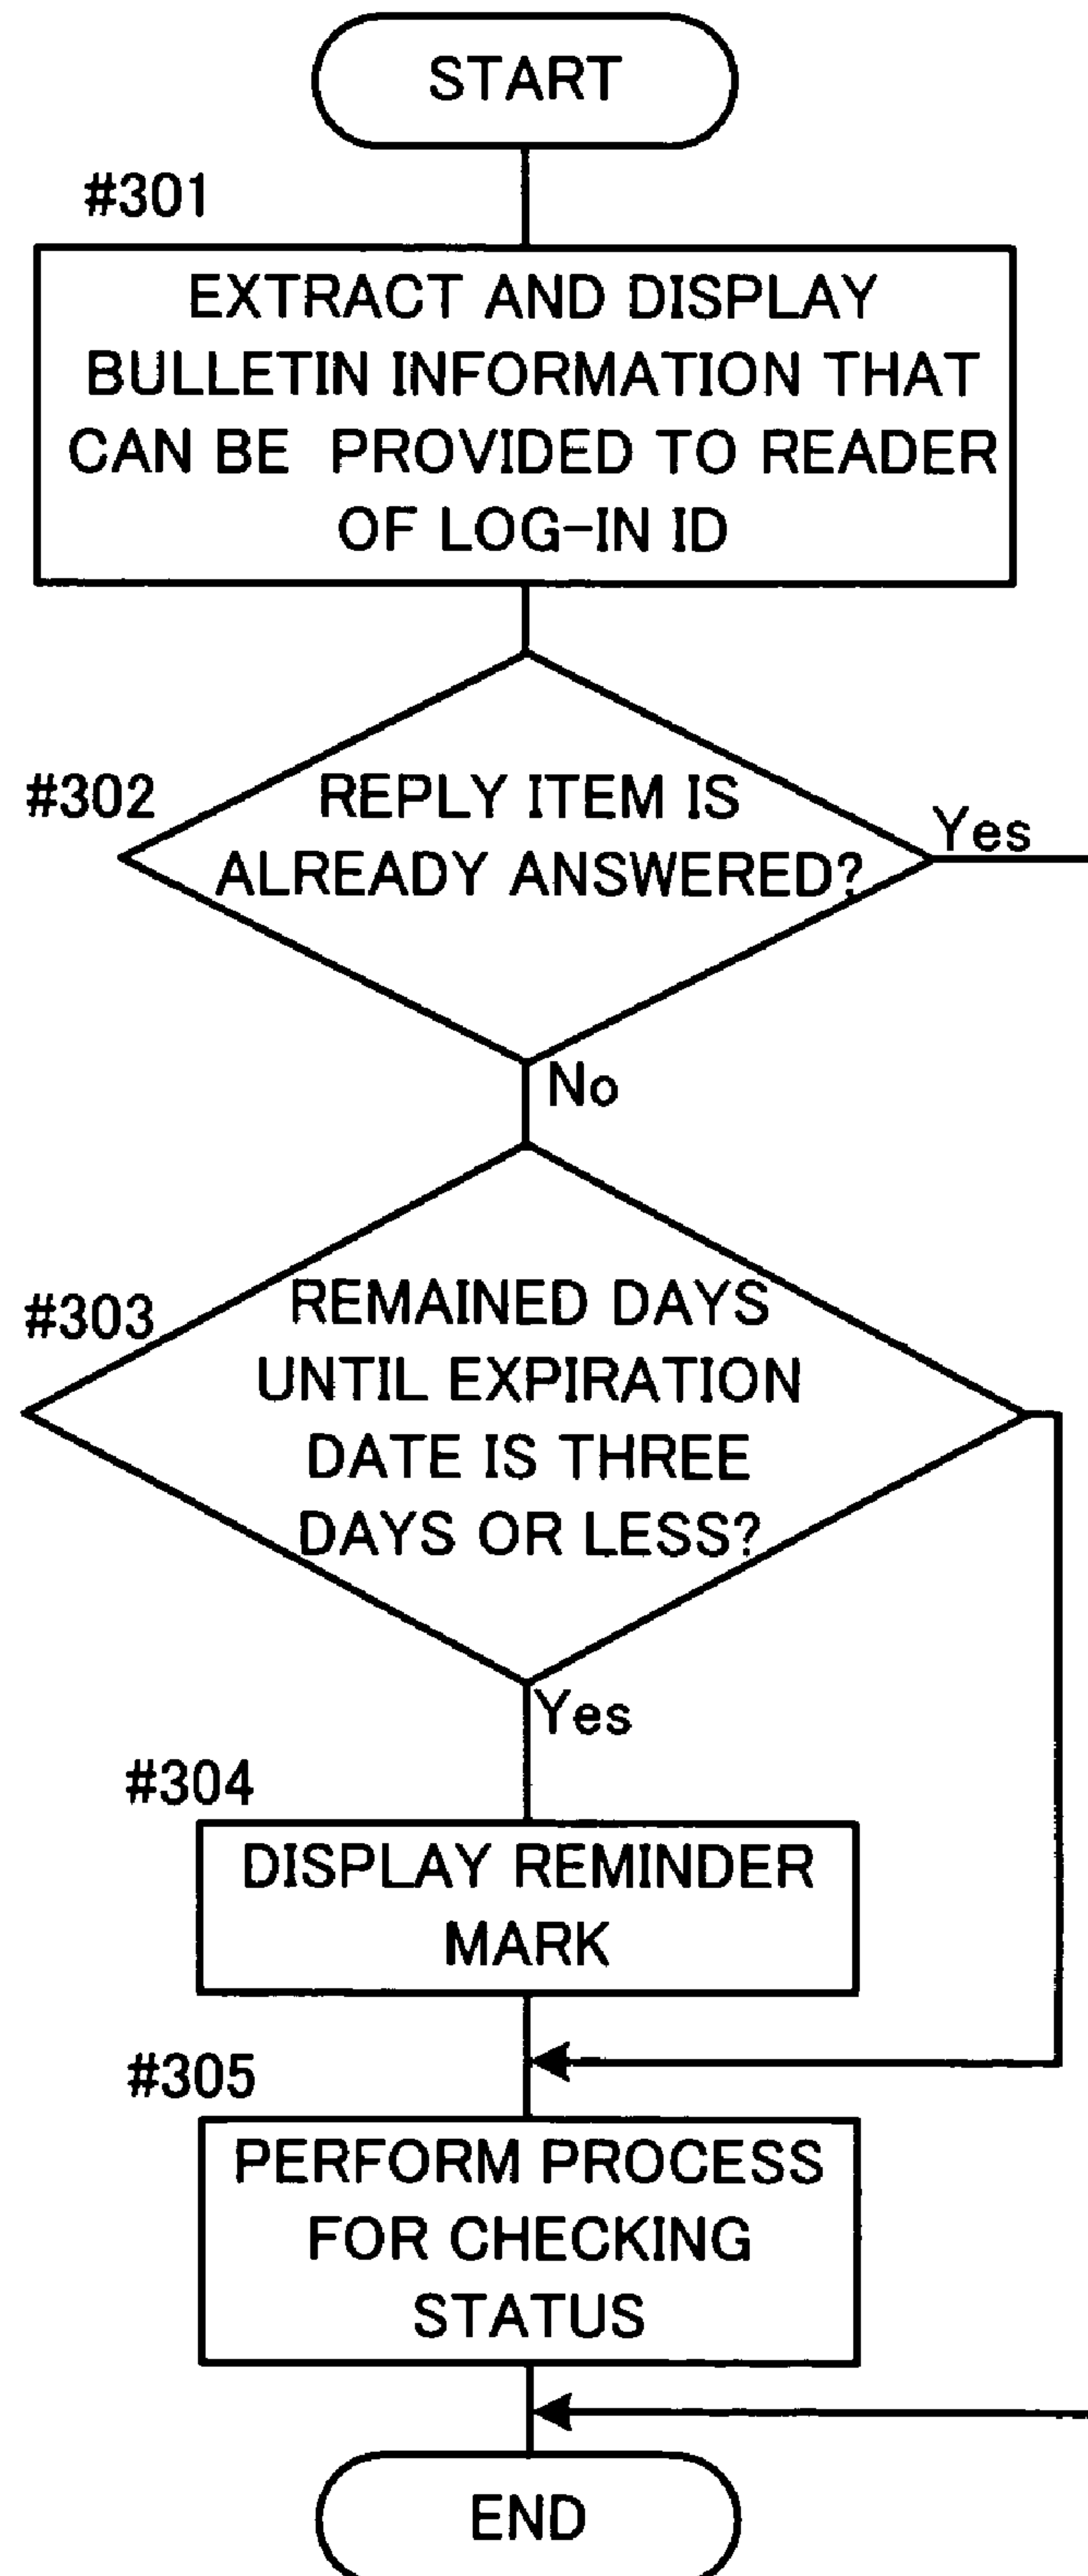 START
#301
EXTRACT AND DISPLAY
BULLETIN INFORMATION THAT
CAN BE PROVIDED TO READER
OF LOG-IN ID
#302
REPLY ITEM IS
ALREADY ANSWERED?
Yes
No
#303
REMAINED DAYS
UNTIL EXPIRATION
DATE IS THREE
DAYS OR LESS?
Yes
#304
DISPLAY REMINDER
MARK
#305
PERFORM PROCESS
FOR CHECKING
STATUS
END